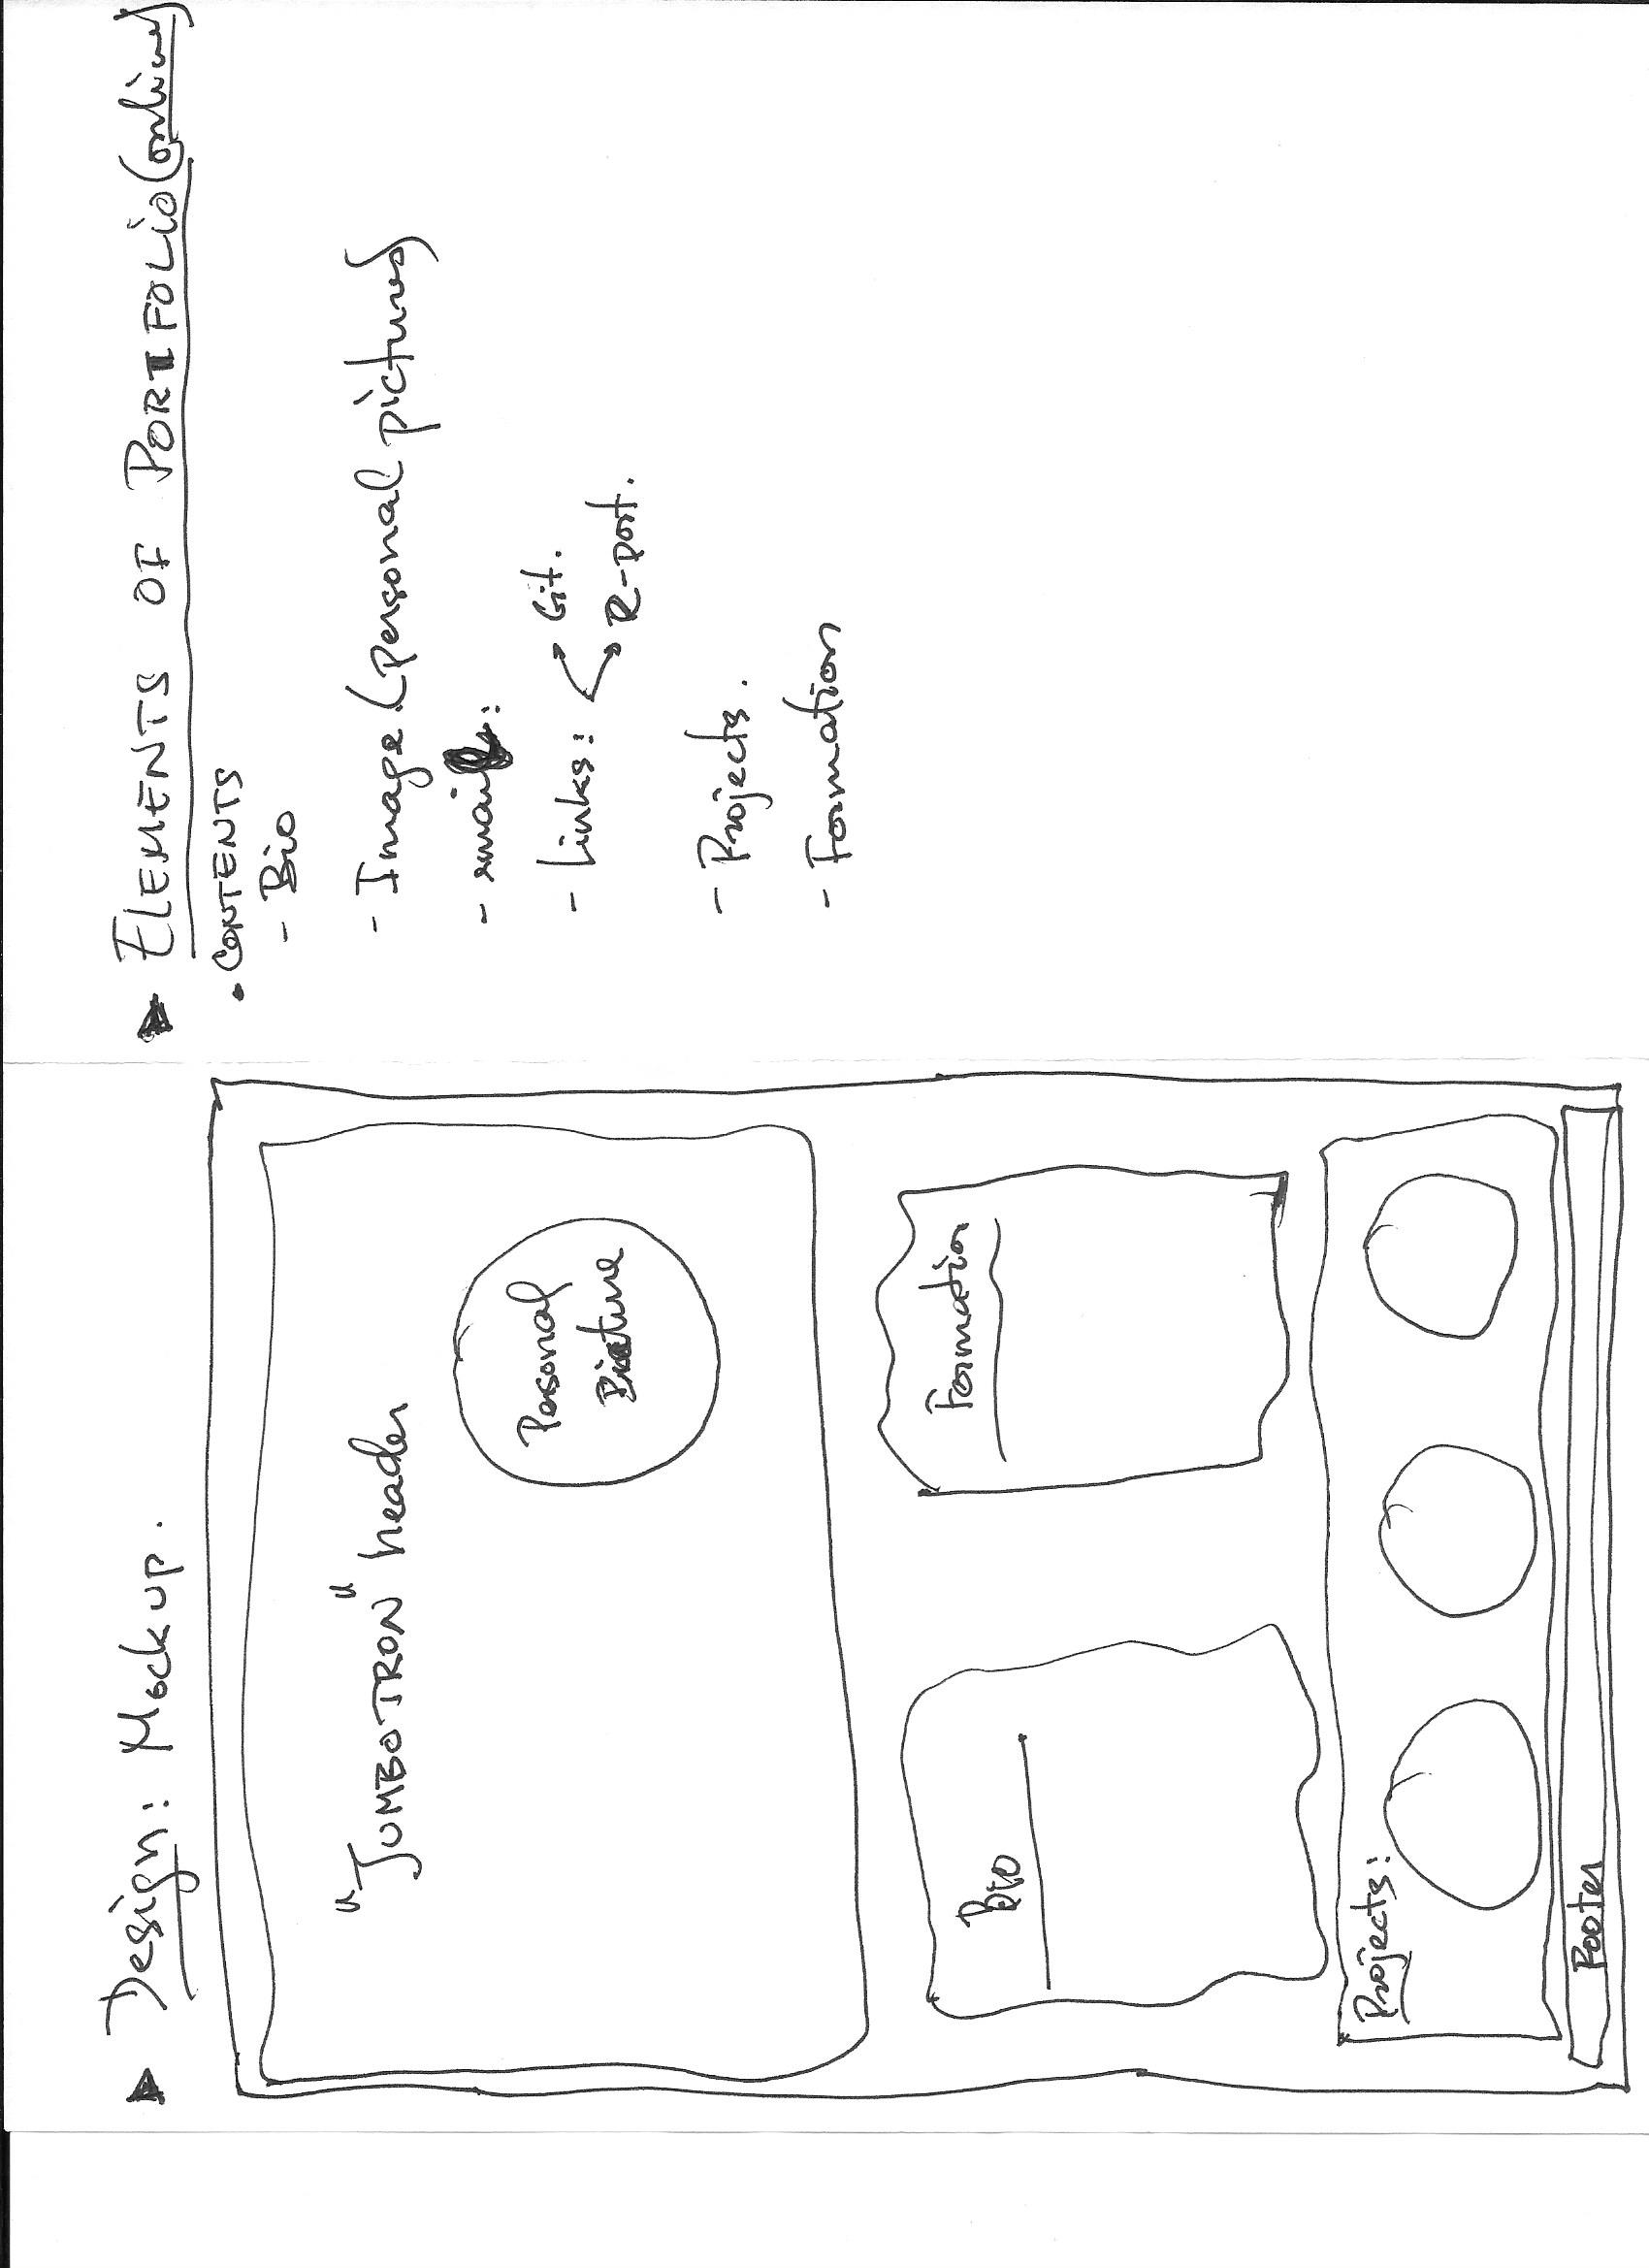 Design: Mockup.
"JUMBOTRON" header
Personal
Picture
Bio
Formation
Projects:
Footer
ELEMENTS OF PORTFOLIO (online)
• CONTENTS
- Bio
- Image. (personal pictures)
- email:
- Links:
Git.
R-port.
- Projects.
- Formation